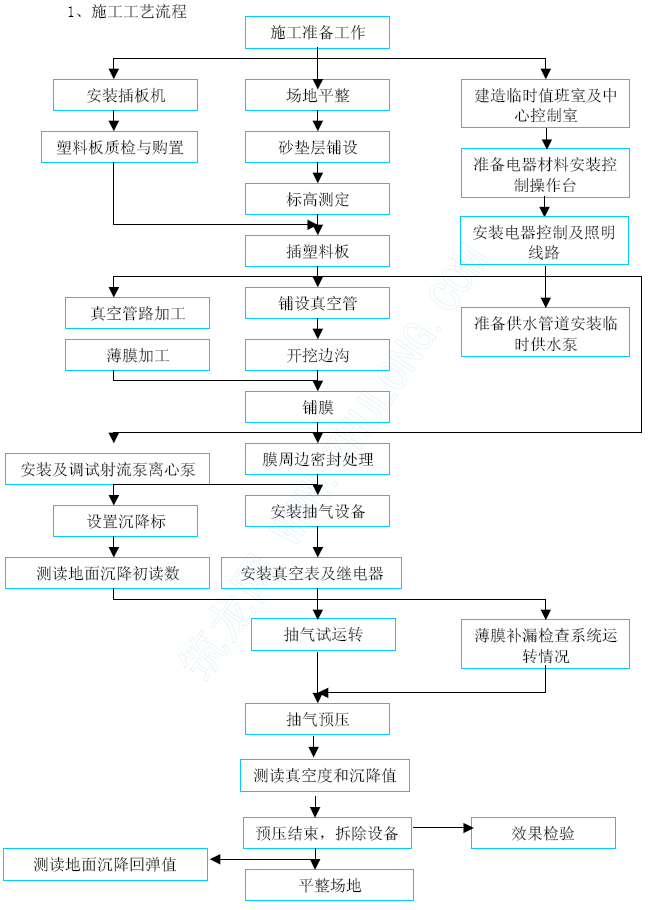 1、施工工艺流程
施工准备工作
安装插板机
场地平整
建造临时值班室及中
心控制室
塑料板质检与购置
砂垫层铺设
准备电器材料安装控
制操作台
标高测定
安装电器控制及照明
线路
插塑料板
真空管路加工
铺设真空管
准备供水管道安装临
时供水泵
薄膜加工
开挖边沟
铺膜
安装及调试射流泵离心泵
膜周边密封处理
设置沉降标
安装抽气设备
测读地面沉降初读数
安装真空表及继电器
抽气试运转
薄膜补漏检查系统运
转情况
抽气预压
测读真空度和沉降值
预压结束，拆除设备
效果检验
测读地面沉降回弹值
平整场地